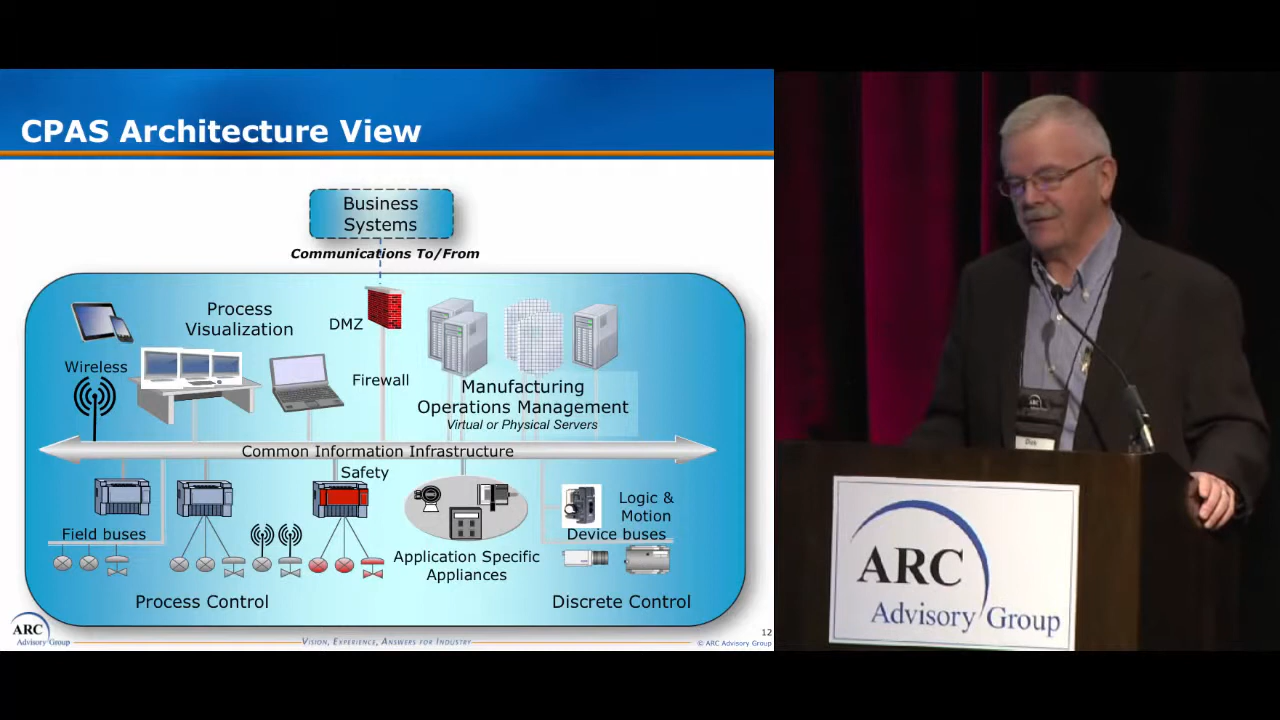 CPAS Architecture View
Business
Systems
Communications To/From
Process
Visualization
DMZ
Wireless
Firewall
Manufacturing
Operations Management
Virtual or Physical Servers
Common Information Infrastructure
Safety
Field buses
Logic &
Motion
Device buses
Application Specific
Appliances
Process Control
Discrete Control
ARC
Advisory Group
VISION, EXPERIENCE, ANSWERS FOR INDUSTRY
12
© ARC Advisory Group
ARC
ARC
Advisory Group